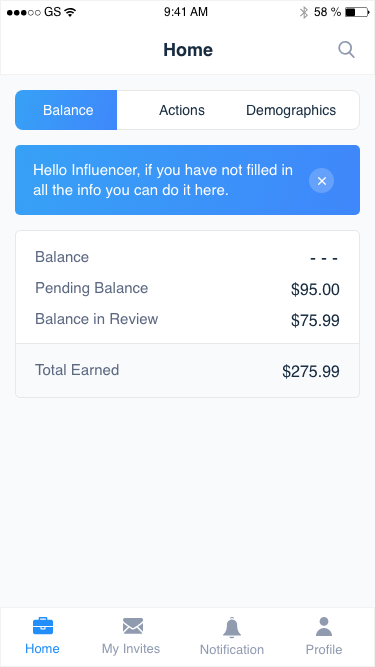 GS 9:41 AM 58 %
Home
Balance Actions Demographics
Hello Influencer, if you have not filled in
all the info you can do it here.
Balance - - -
Pending Balance $95.00
Balance in Review $75.99
Total Earned $275.99
Home My Invites Notification Profile